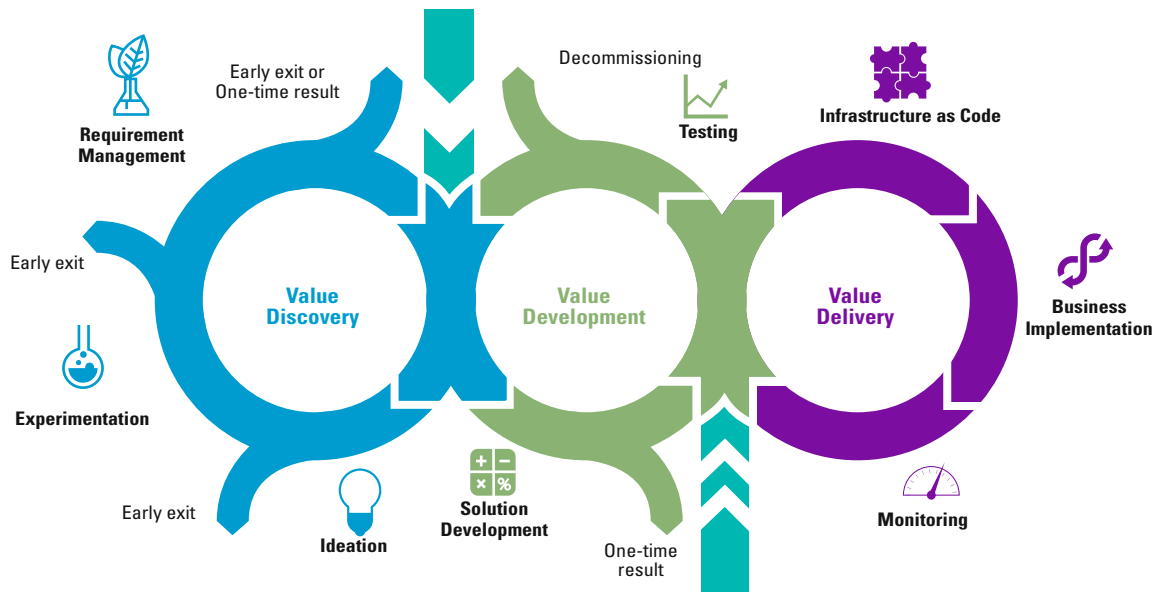 Early exit or
One-time result
Decommissioning
Requirement
Management
Testing
Infrastructure as Code
Early exit
Value
Discovery
Value
Development
Value
Delivery
Business
Implementation
Experimentation
Early exit
Ideation
+ −
× %
Solution
Development
One-time
result
Monitoring